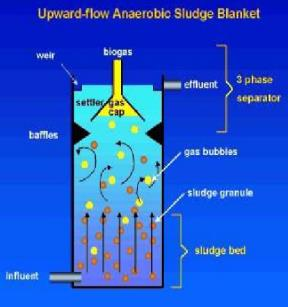 Upward-flow Anaerobic Sludge Blanket
biogas
weir
effluent
3 phase
separator
settler gas
cap
baffles
gas bubbles
sludge granule
sludge bed
influent